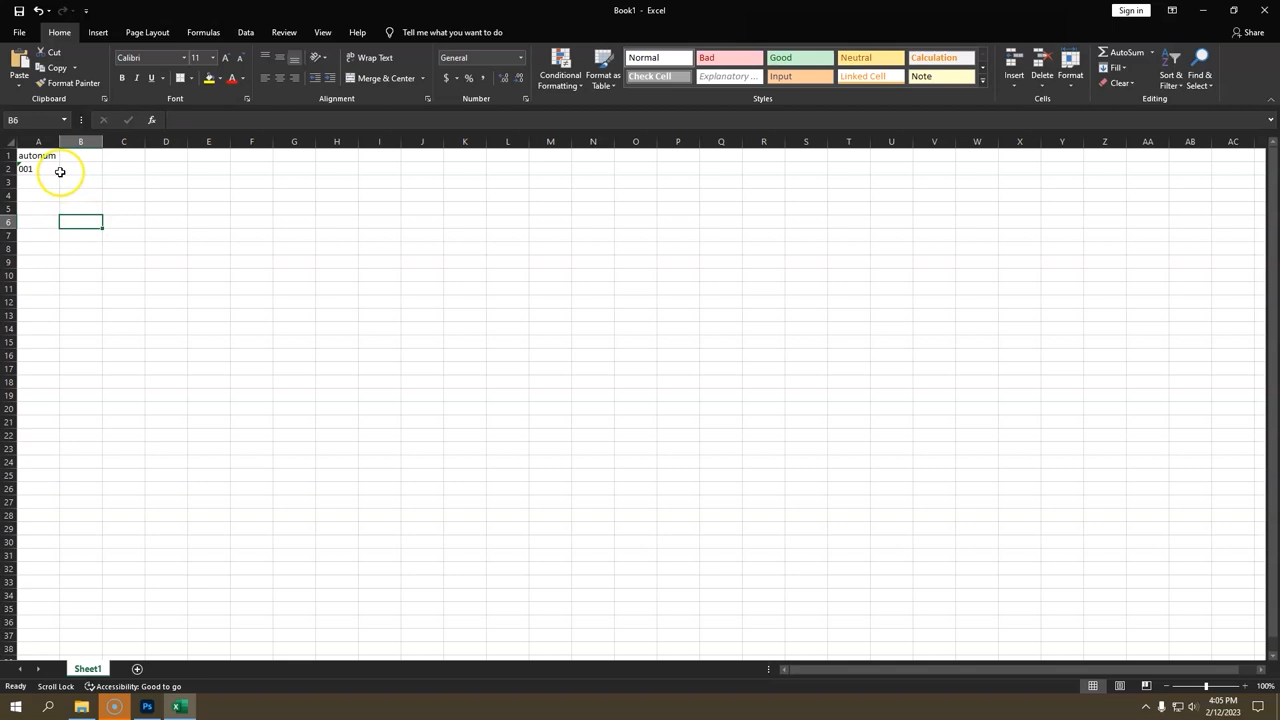 Book1 - Excel
Sign in
File Home Insert Page Layout Formulas Data Review View Help Tell me what you want to do
Share
Paste
Cut
Copy
Format Painter
Clipboard
Calibri 11
B I U
Font
Wrap Text
Merge & Center
Alignment
General
$ %
Number
Conditional Formatting
Format as Table
Normal Bad Good Neutral Calculation
Check Cell Explanatory ... Input Linked Cell Note
Styles
Insert Delete Format
Cells
AutoSum
Fill
Clear
Sort & Filter
Find & Select
Editing
B6 fx
A B C D E F G H I J K L M N O P Q R S T U V W X Y Z AA AB AC
1 autonum
2 001
3
4
5
6
7
8
9
10
11
12
13
14
15
16
17
18
19
20
21
22
23
24
25
26
27
28
29
30
31
32
33
34
35
36
37
38
Sheet1
Ready Scroll Lock Accessibility: Good to go
100%
Ps
4:05 PM
2/12/2023